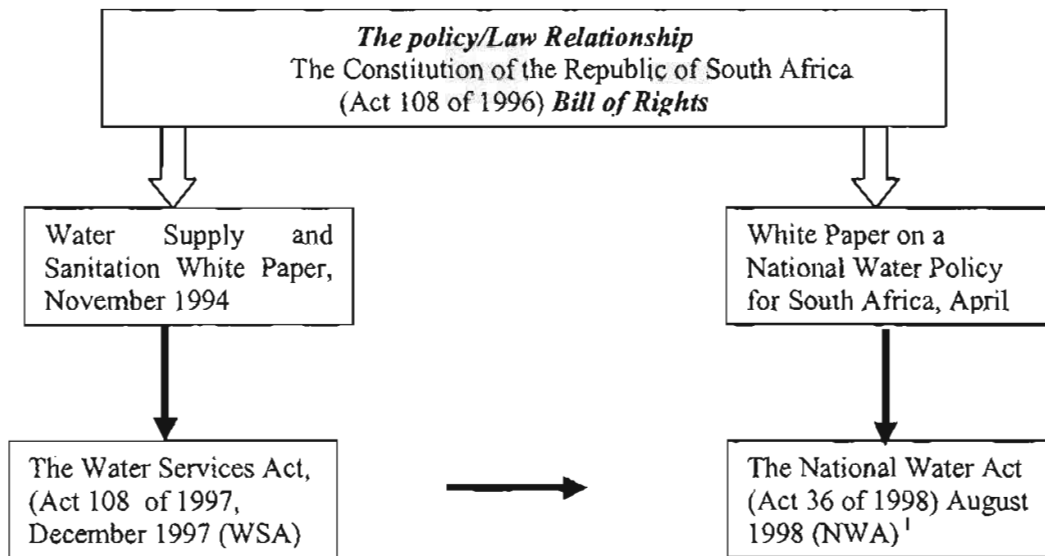 The policy/Law Relationship
The Constitution of the Republic of South Africa
(Act 108 of 1996) Bill of Rights
Water Supply and
Sanitation White Paper,
November 1994
White Paper on a
National Water Policy
for South Africa, April
The Water Services Act,
(Act 108 of 1997,
December 1997 (WSA)
The National Water Act
(Act 36 of 1998) August
1998 (NWA) 1